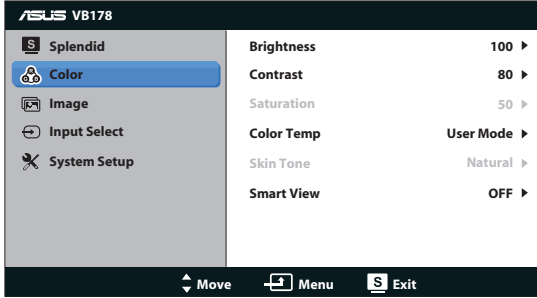 ASUS VB178
S Splendid
Color
Image
Input Select
System Setup
Brightness 100
Contrast 80
Saturation 50
Color Temp User Mode
Skin Tone Natural
Smart View OFF
Move Menu S Exit